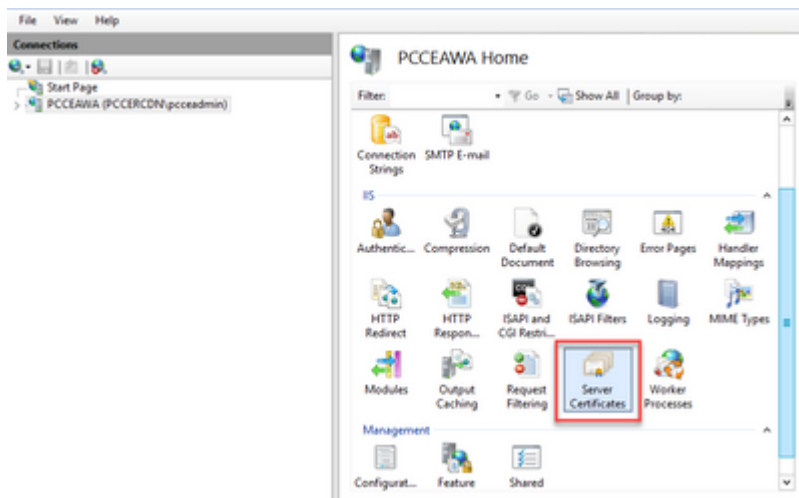 File View Help
Connections
Start Page
PCCEAWA (PCCERCDN\pcceadmin)
PCCEAWA Home
Filter: Go Show All Group by:
Connection Strings
SMTP E-mail
IIS
Authentic... Compression Default Document Directory Browsing Error Pages Handler Mappings
HTTP Redirect HTTP Respon... ISAPI and CGI Restri... ISAPI Filters Logging MIME Types
Modules Output Caching Request Filtering Server Certificates Worker Processes
Management
Configurat... Feature Shared